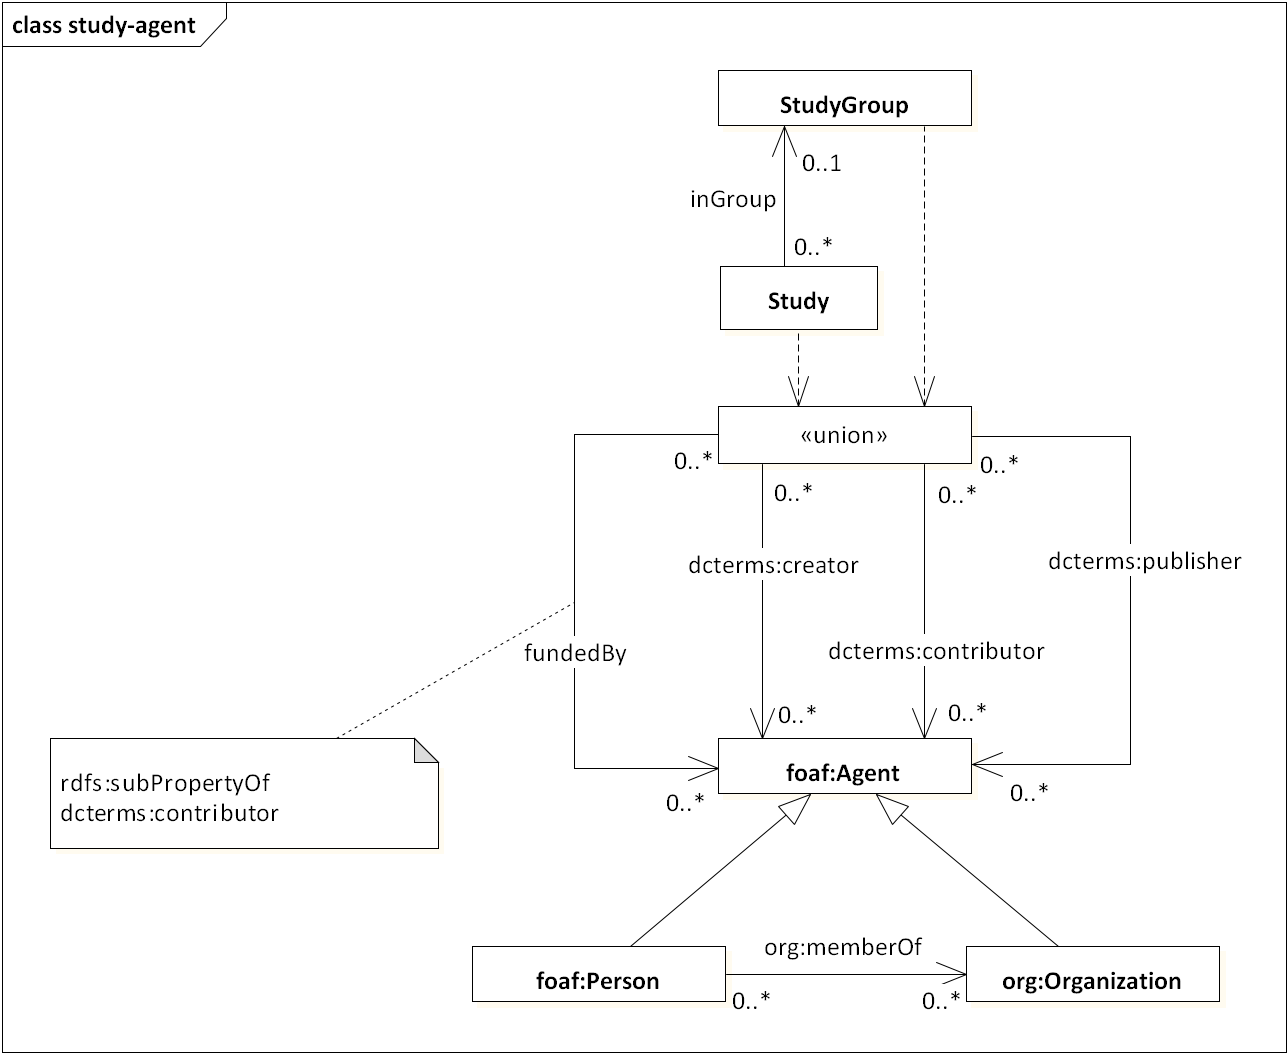 class study-agent
StudyGroup
0..1
inGroup
0..*
Study
«union»
0..*
0..*
0..*
0..*
dcterms:creator
dcterms:publisher
fundedBy
dcterms:contributor
0..*
0..*
foaf:Agent
0..*
0..*
rdfs:subPropertyOf
dcterms:contributor
org:memberOf
foaf:Person
org:Organization
0..*
0..*